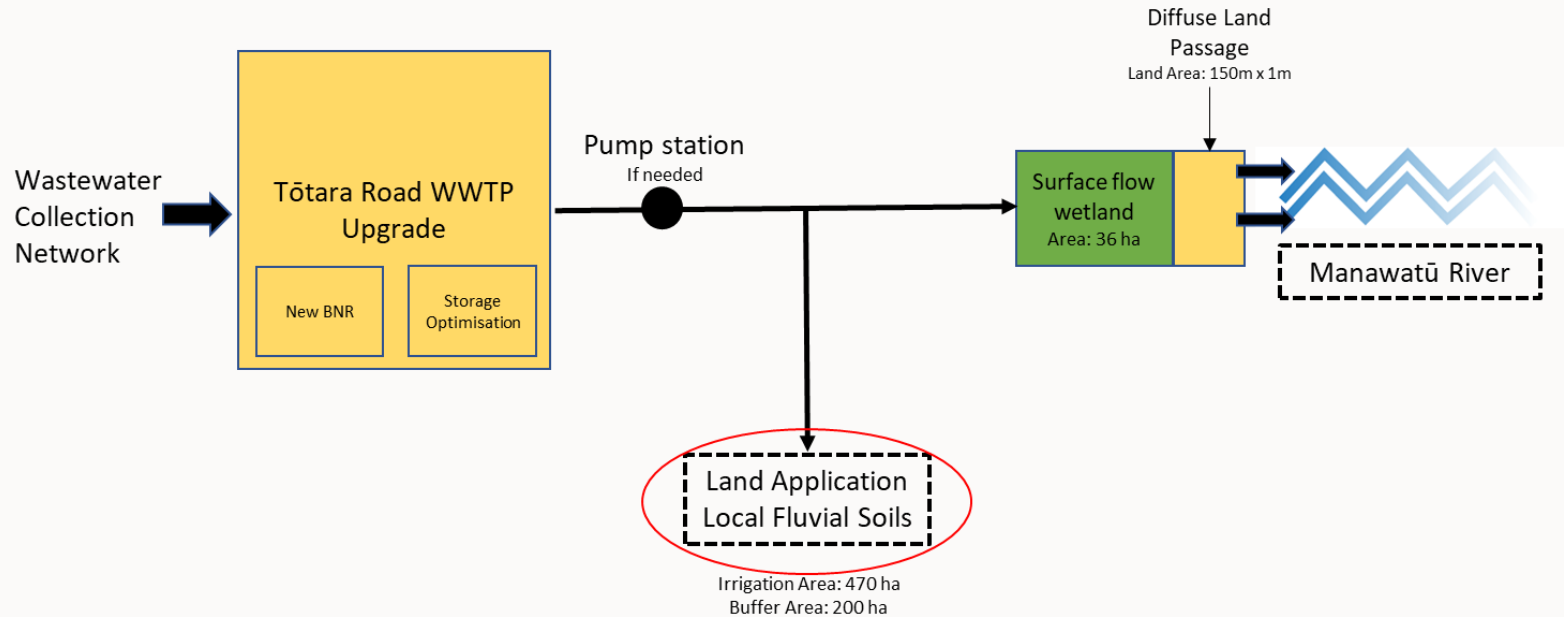 Diffuse Land
Passage
Land Area: 150m x 1m
Wastewater
Collection
Network
Tōtara Road WWTP
Upgrade
New BNR
Storage
Optimisation
Pump station
If needed
Surface flow
wetland
Area: 36 ha
Manawatū River
Land Application
Local Fluvial Soils
Irrigation Area: 470 ha
Buffer Area: 200 ha